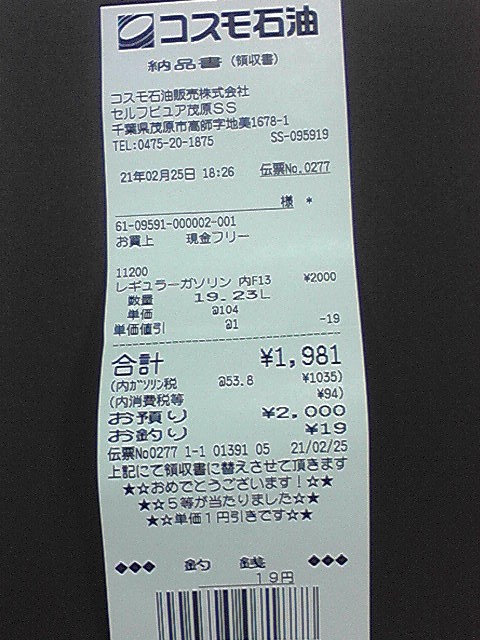 コスモ石油
納品書 (領収書)
コスモ石油販売株式会社
セルフピュア茂原SS
千葉県茂原市高師字地美1678-1
TEL:0475-20-1875 SS-095919
21年02月25日 18:26 伝票No.0277
様 *
61-09591-000002-001
お買上 現金フリー
11200
レギュラーガソリン 内F13 ¥2000
数量 19.23L
単価 @104
単価値引 @1 -19
合計 ¥1,981
(内ガソリン税 @53.8 ¥1035)
(内消費税等 ¥94)
お預り ¥2,000
お釣り ¥19
伝票No0277 1-1 01391 05 21/02/25
上記にて領収書に替えさせて頂きます
★☆おめでとうございます!☆★
★☆5等が当たりました☆★
★☆単価1円引きです☆★
◆◆◆ 釣 銭 ◆◆◆
19円